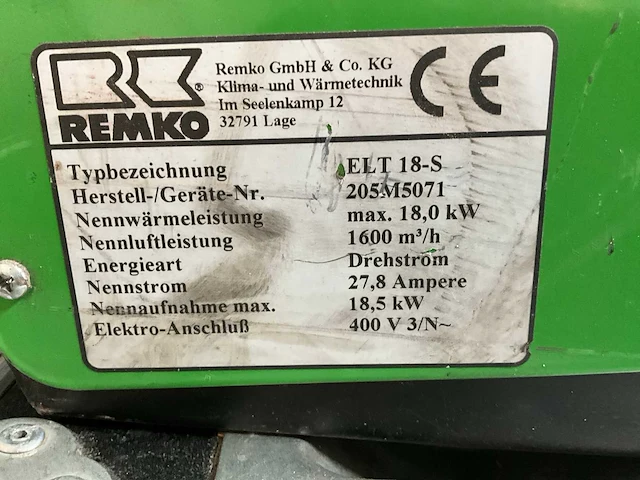 Remko GmbH & Co. KG
Klima- und Wärmetechnik
Im Seelenkamp 12
32791 Lage
® REMKO
CE
Typbezeichnung ELT 18-S
Herstell-/Geräte-Nr. 205M5071
Nennwärmeleistung max. 18,0 kW
Nennluftleistung 1600 m³/h
Energieart Drehstrom
Nennstrom 27,8 Ampere
Nennaufnahme max. 18,5 kW
Elektro-Anschluß 400 V 3/N~